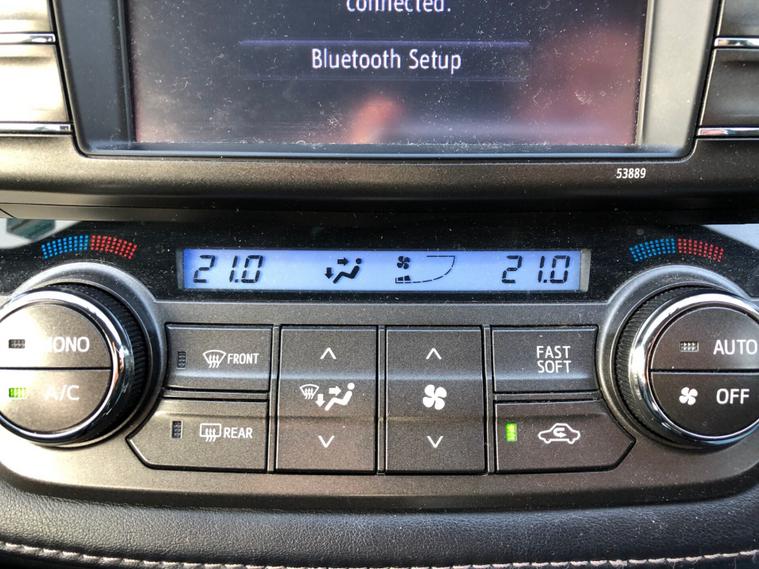 connected.
Bluetooth Setup
53889
21.0
21.0
MONO
A/C
FRONT
REAR
FAST
SOFT
AUTO
OFF